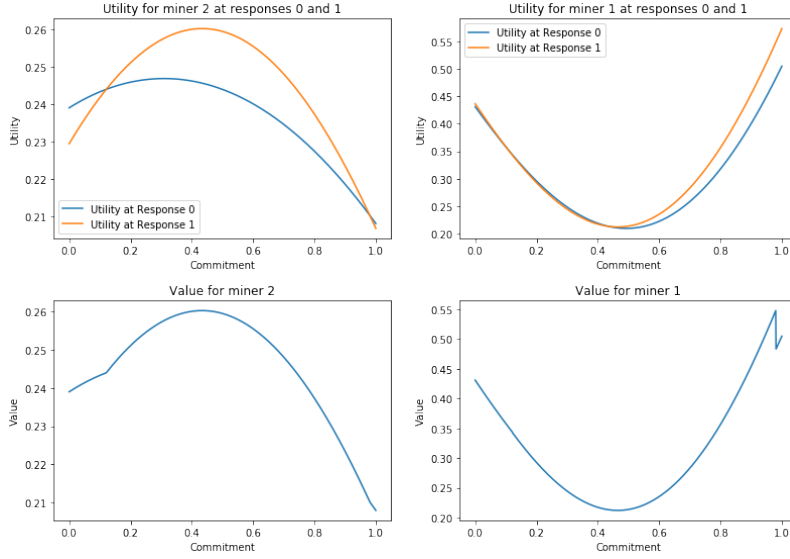 Utility for miner 2 at responses 0 and 1
0.26
0.25
0.24
0.23
0.22
0.21
Utility
Utility at Response 0
Utility at Response 1
0.0 0.2 0.4 0.6 0.8 1.0
Commitment
Utility for miner 1 at responses 0 and 1
Utility at Response 0
Utility at Response 1
0.55
0.50
0.45
0.40
0.35
0.30
0.25
0.20
Utility
0.0 0.2 0.4 0.6 0.8 1.0
Commitment
Value for miner 2
0.26
0.25
0.24
0.23
0.22
0.21
Value
0.0 0.2 0.4 0.6 0.8 1.0
Commitment
Value for miner 1
0.55
0.50
0.45
0.40
0.35
0.30
0.25
0.20
Value
0.0 0.2 0.4 0.6 0.8 1.0
Commitment